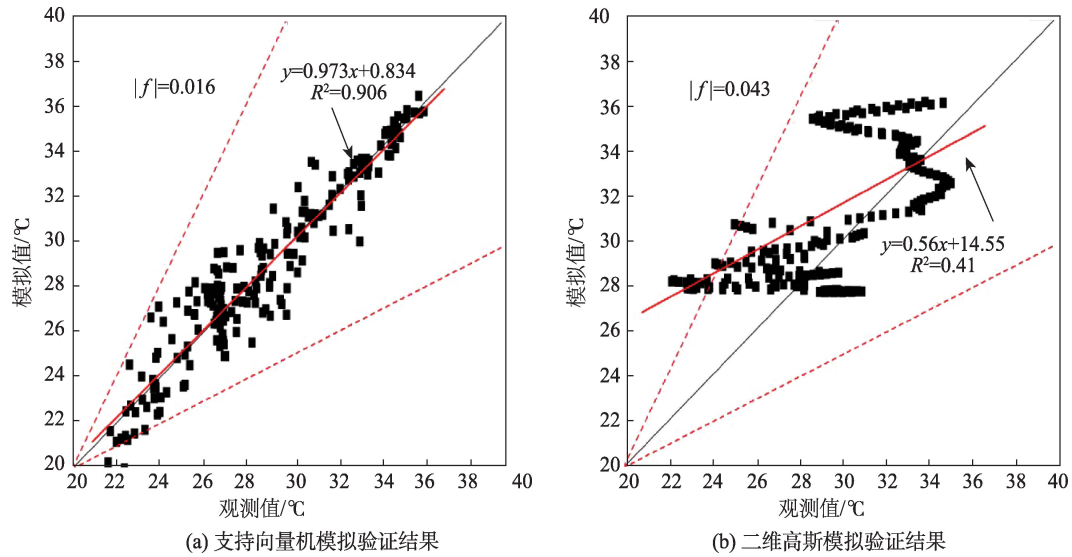 40
38
36
34
32
30
28
26
24
22
20
模拟值/℃
|f|=0.016
y=0.973x+0.834
R²=0.906
20 22 24 26 28 30 32 34 36 38 40
观测值/℃
(a) 支持向量机模拟验证结果
40
38
36
34
32
30
28
26
24
22
20
模拟值/℃
|f|=0.043
y=0.56x+14.55
R²=0.41
20 22 24 26 28 30 32 34 36 38 40
观测值/℃
(b) 二维高斯模拟验证结果